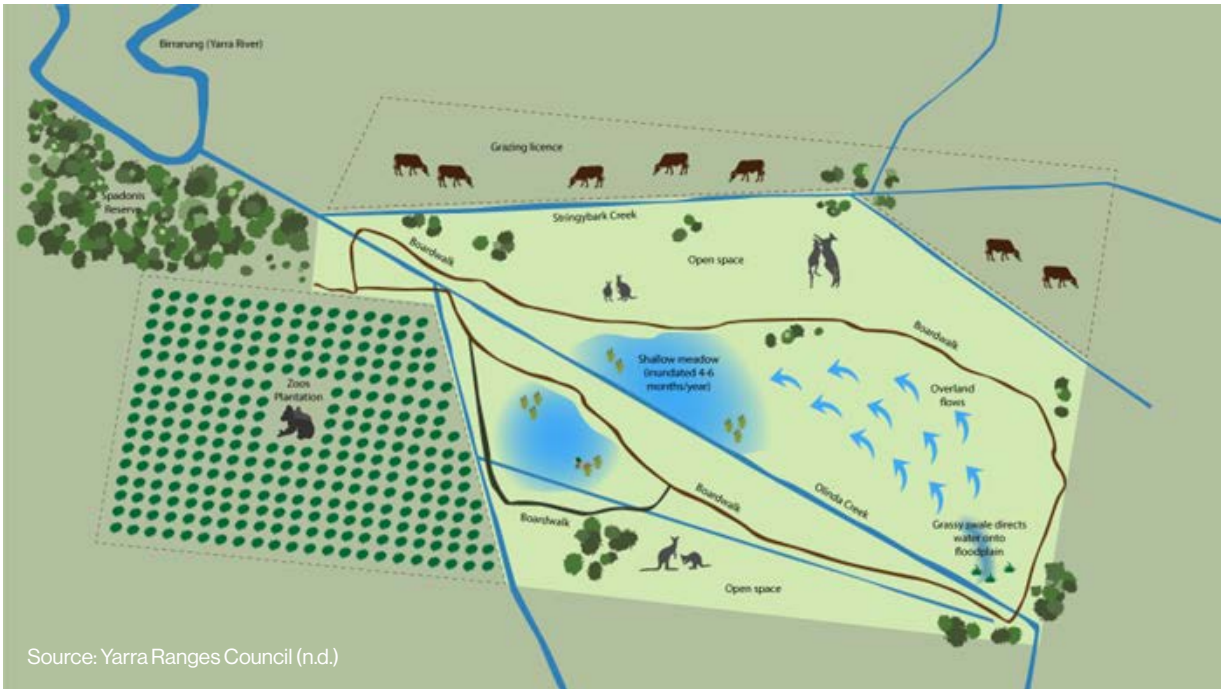 Birrarung (Yarra River)
Grazing licence
Spadonis
Reserve
Stringybark Creek
Boardwalk
Open space
Boardwalk
Shallow meadow
(inundated 4-6
months/year)
Zoos
Plantation
Overland
flows
Boardwalk
Olinda Creek
Boardwalk
Grassy swale directs
water onto
floodplain
Open space
Source: Yarra Ranges Council (n.d.)